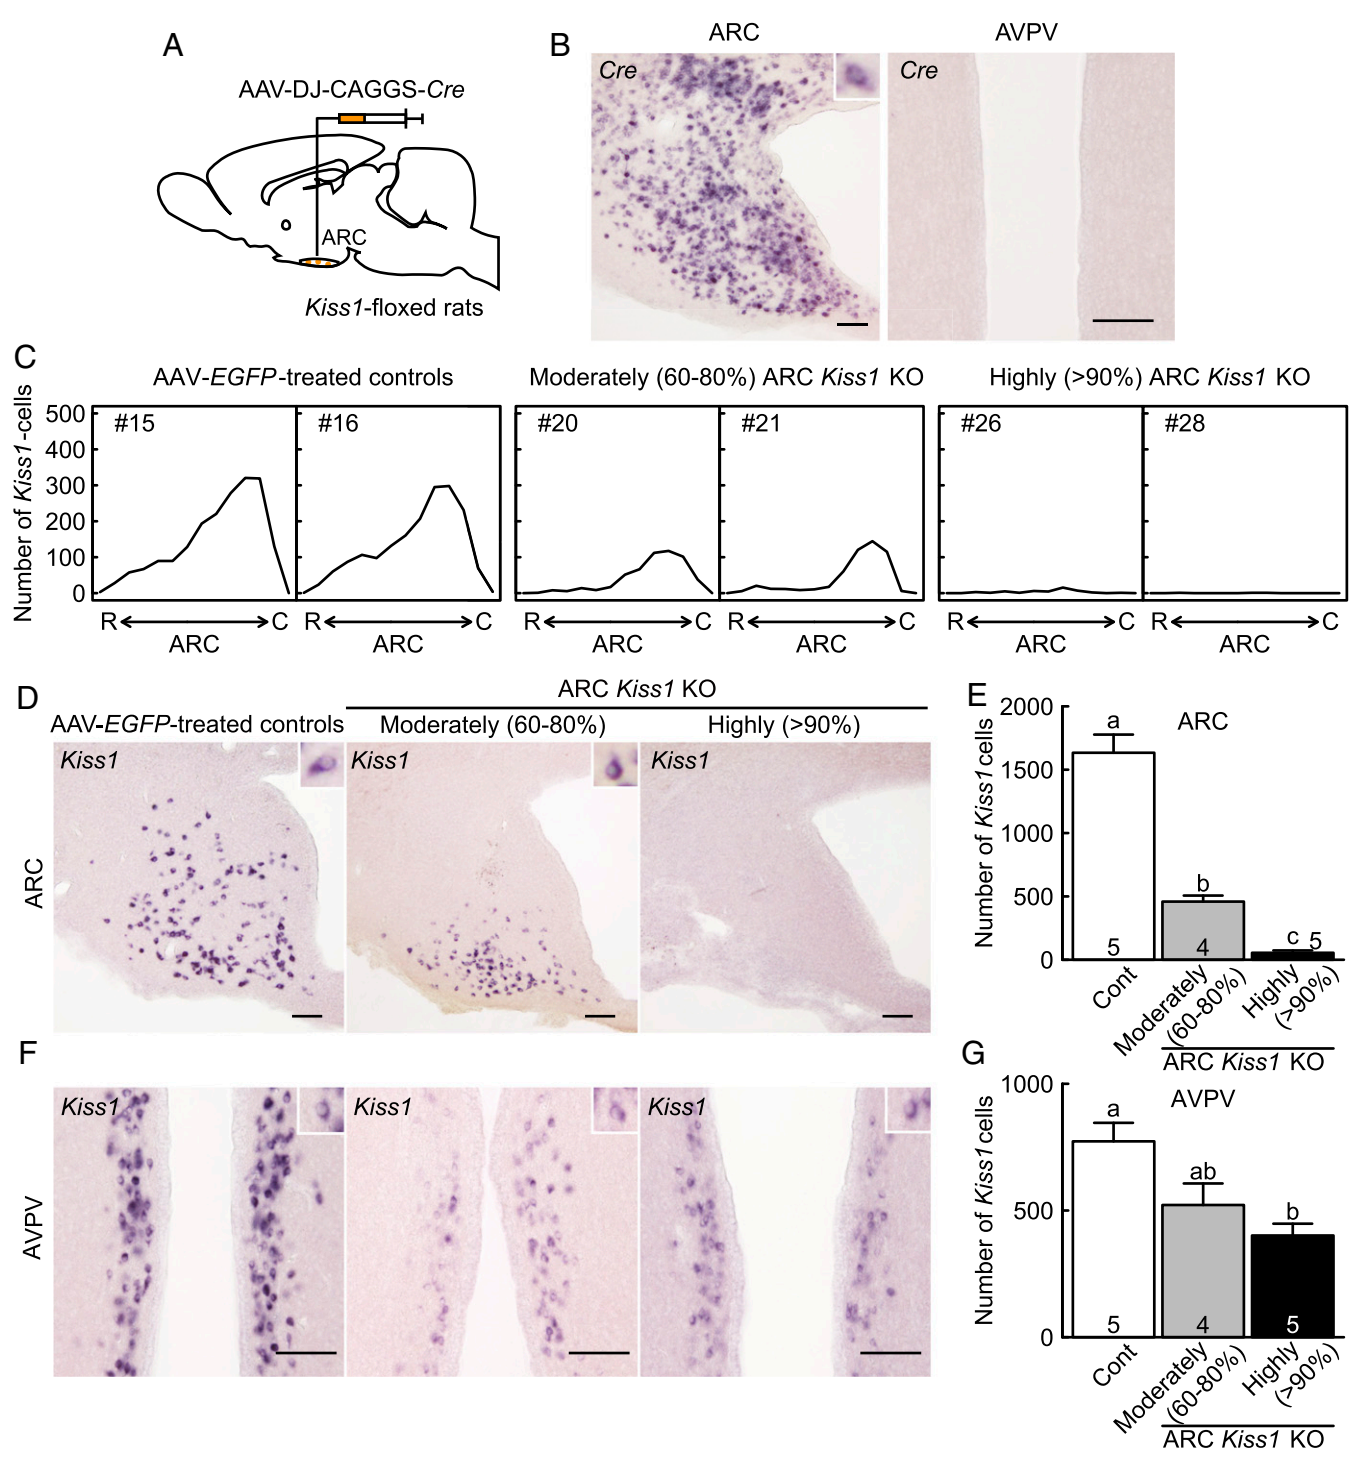 A
AAV-DJ-CAGGS-Cre
ARC
Kiss1-floxed rats
B
ARC
AVPV
Cre
Cre
C
AAV-EGFP-treated controls
Moderately (60-80%) ARC Kiss1 KO
Highly (>90%) ARC Kiss1 KO
Number of Kiss1-cells
500
400
300
200
100
0
#15
#16
#20
#21
#26
#28
R
C
R
C
R
C
R
C
R
C
R
C
ARC
ARC
ARC
ARC
ARC
ARC
D
ARC Kiss1 KO
AAV-EGFP-treated controls
Moderately (60-80%)
Highly (>90%)
ARC
Kiss1
Kiss1
Kiss1
E
Number of Kiss1 cells
2000
1500
1000
500
0
ARC
a
b
c
5
4
5
Cont
Moderately
(60-80%)
Highly
(>90%)
ARC Kiss1 KO
F
AVPV
Kiss1
Kiss1
Kiss1
G
Number of Kiss1 cells
1000
500
0
AVPV
a
ab
b
5
4
5
Cont
Moderately
(60-80%)
Highly
(>90%)
ARC Kiss1 KO